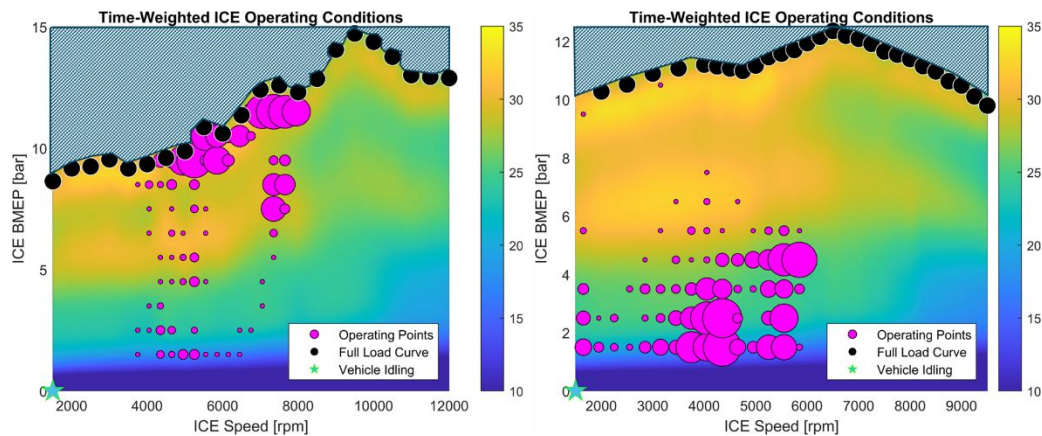 Time-Weighted ICE Operating Conditions
15
10
5
0
ICE BMEP [bar]
2000 4000 6000 8000 10000 12000
ICE Speed [rpm]
Operating Points
Full Load Curve
Vehicle Idling
35
30
25
20
15
10
Time-Weighted ICE Operating Conditions
12
10
8
6
4
2
0
ICE BMEP [bar]
2000 3000 4000 5000 6000 7000 8000 9000
ICE Speed [rpm]
Operating Points
Full Load Curve
Vehicle Idling
35
30
25
20
15
10